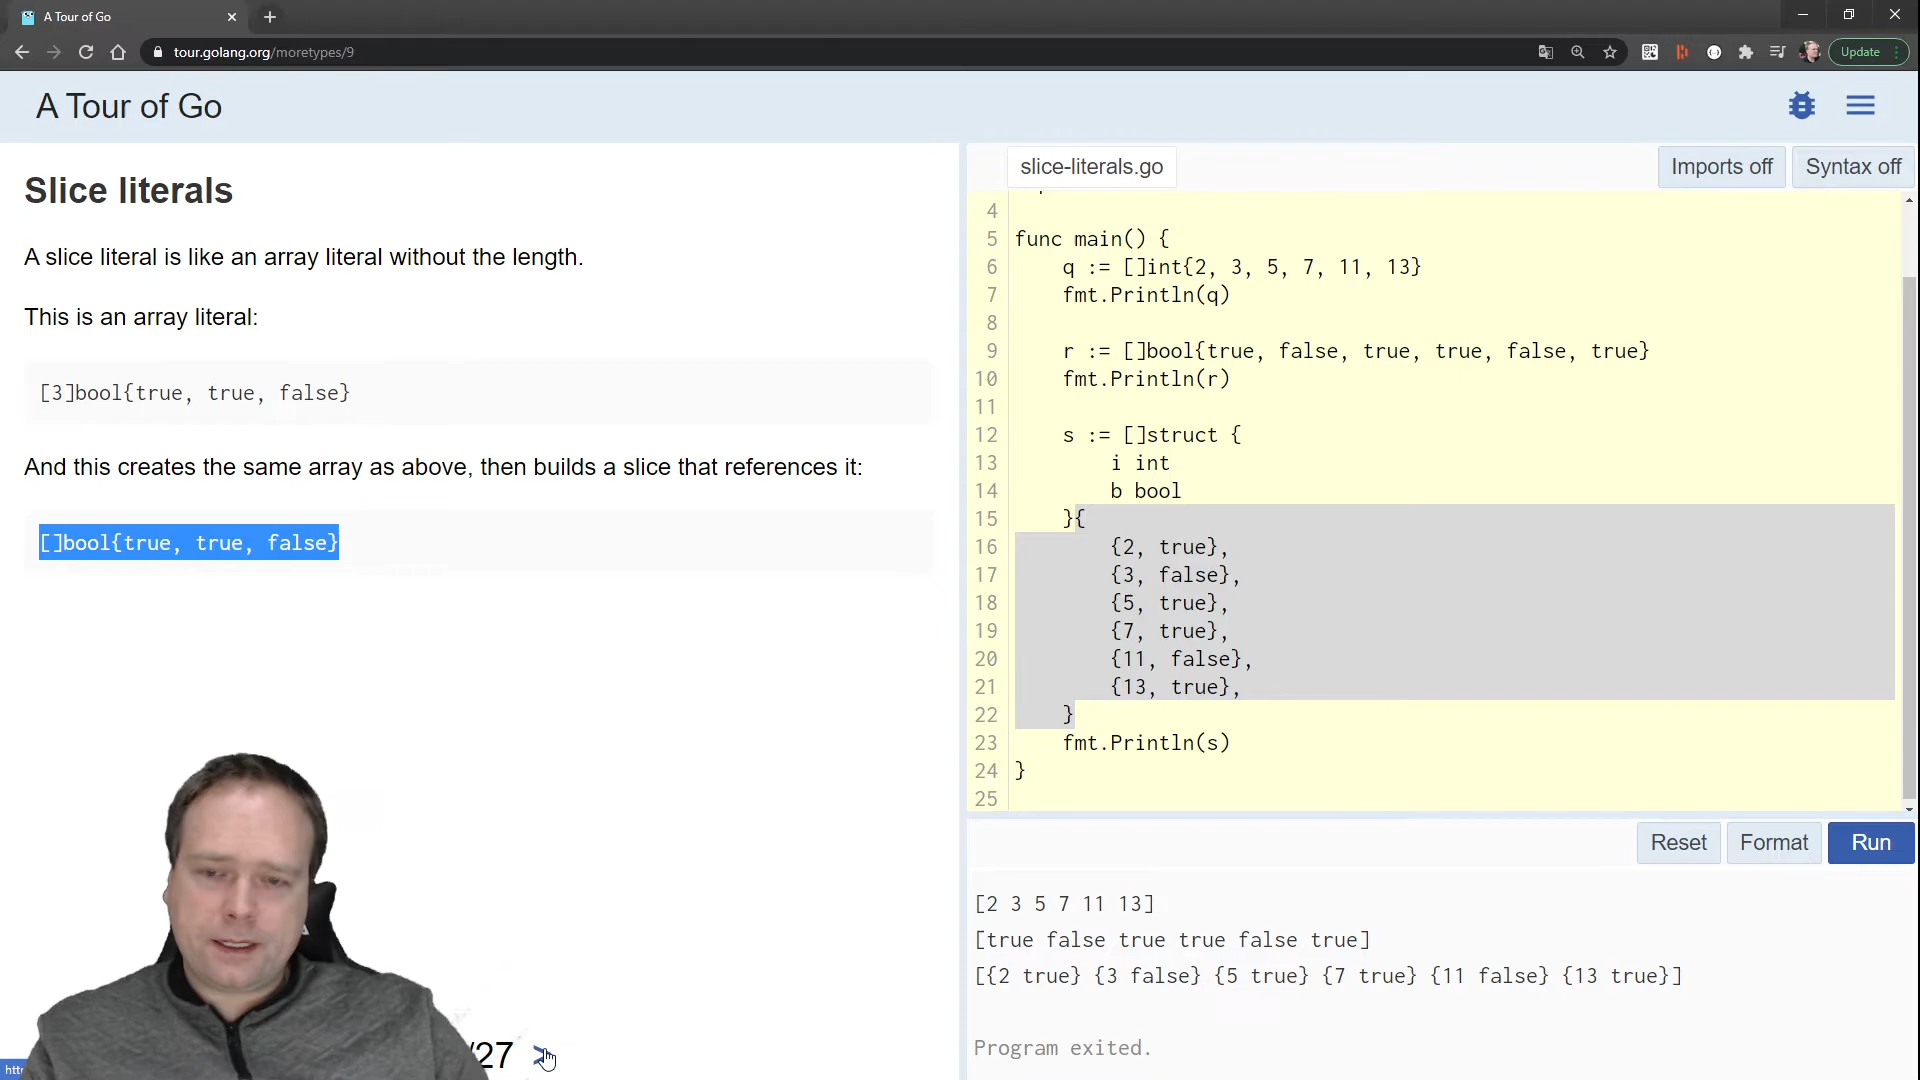 A Tour of Go
tour.golang.org/moretypes/9
Update
A Tour of Go
Slice literals
A slice literal is like an array literal without the length.
This is an array literal:
[3]bool{true, true, false}
And this creates the same array as above, then builds a slice that references it:
[]bool{true, true, false}
/27 >
htt
slice-literals.go
Imports off
Syntax off
4
5 func main() {
6 q := []int{2, 3, 5, 7, 11, 13}
7 fmt.Println(q)
8
9 r := []bool{true, false, true, true, false, true}
10 fmt.Println(r)
11
12 s := []struct {
13 i int
14 b bool
15 }{
16 {2, true},
17 {3, false},
18 {5, true},
19 {7, true},
20 {11, false},
21 {13, true},
22 }
23 fmt.Println(s)
24 }
25
Reset
Format
Run
[2 3 5 7 11 13]
[true false true true false true]
[{2 true} {3 false} {5 true} {7 true} {11 false} {13 true}]
Program exited.